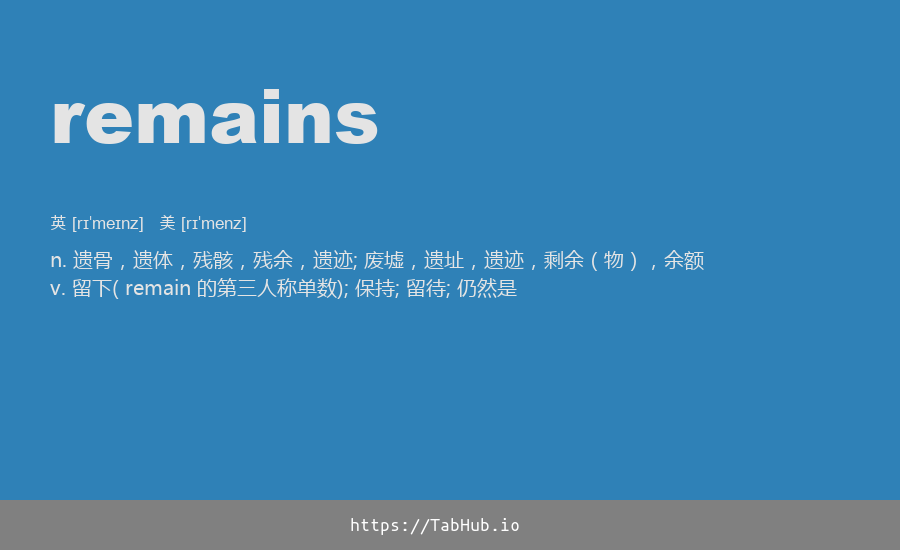 remains
英 [rɪˈmeɪnz] 美 [rɪˈmenz]
n. 遗骨，遗体，残骸，残余，遗迹; 废墟，遗址，遗迹，剩余（物），余额
v. 留下( remain 的第三人称单数); 保持; 留待; 仍然是
https://TabHub.io